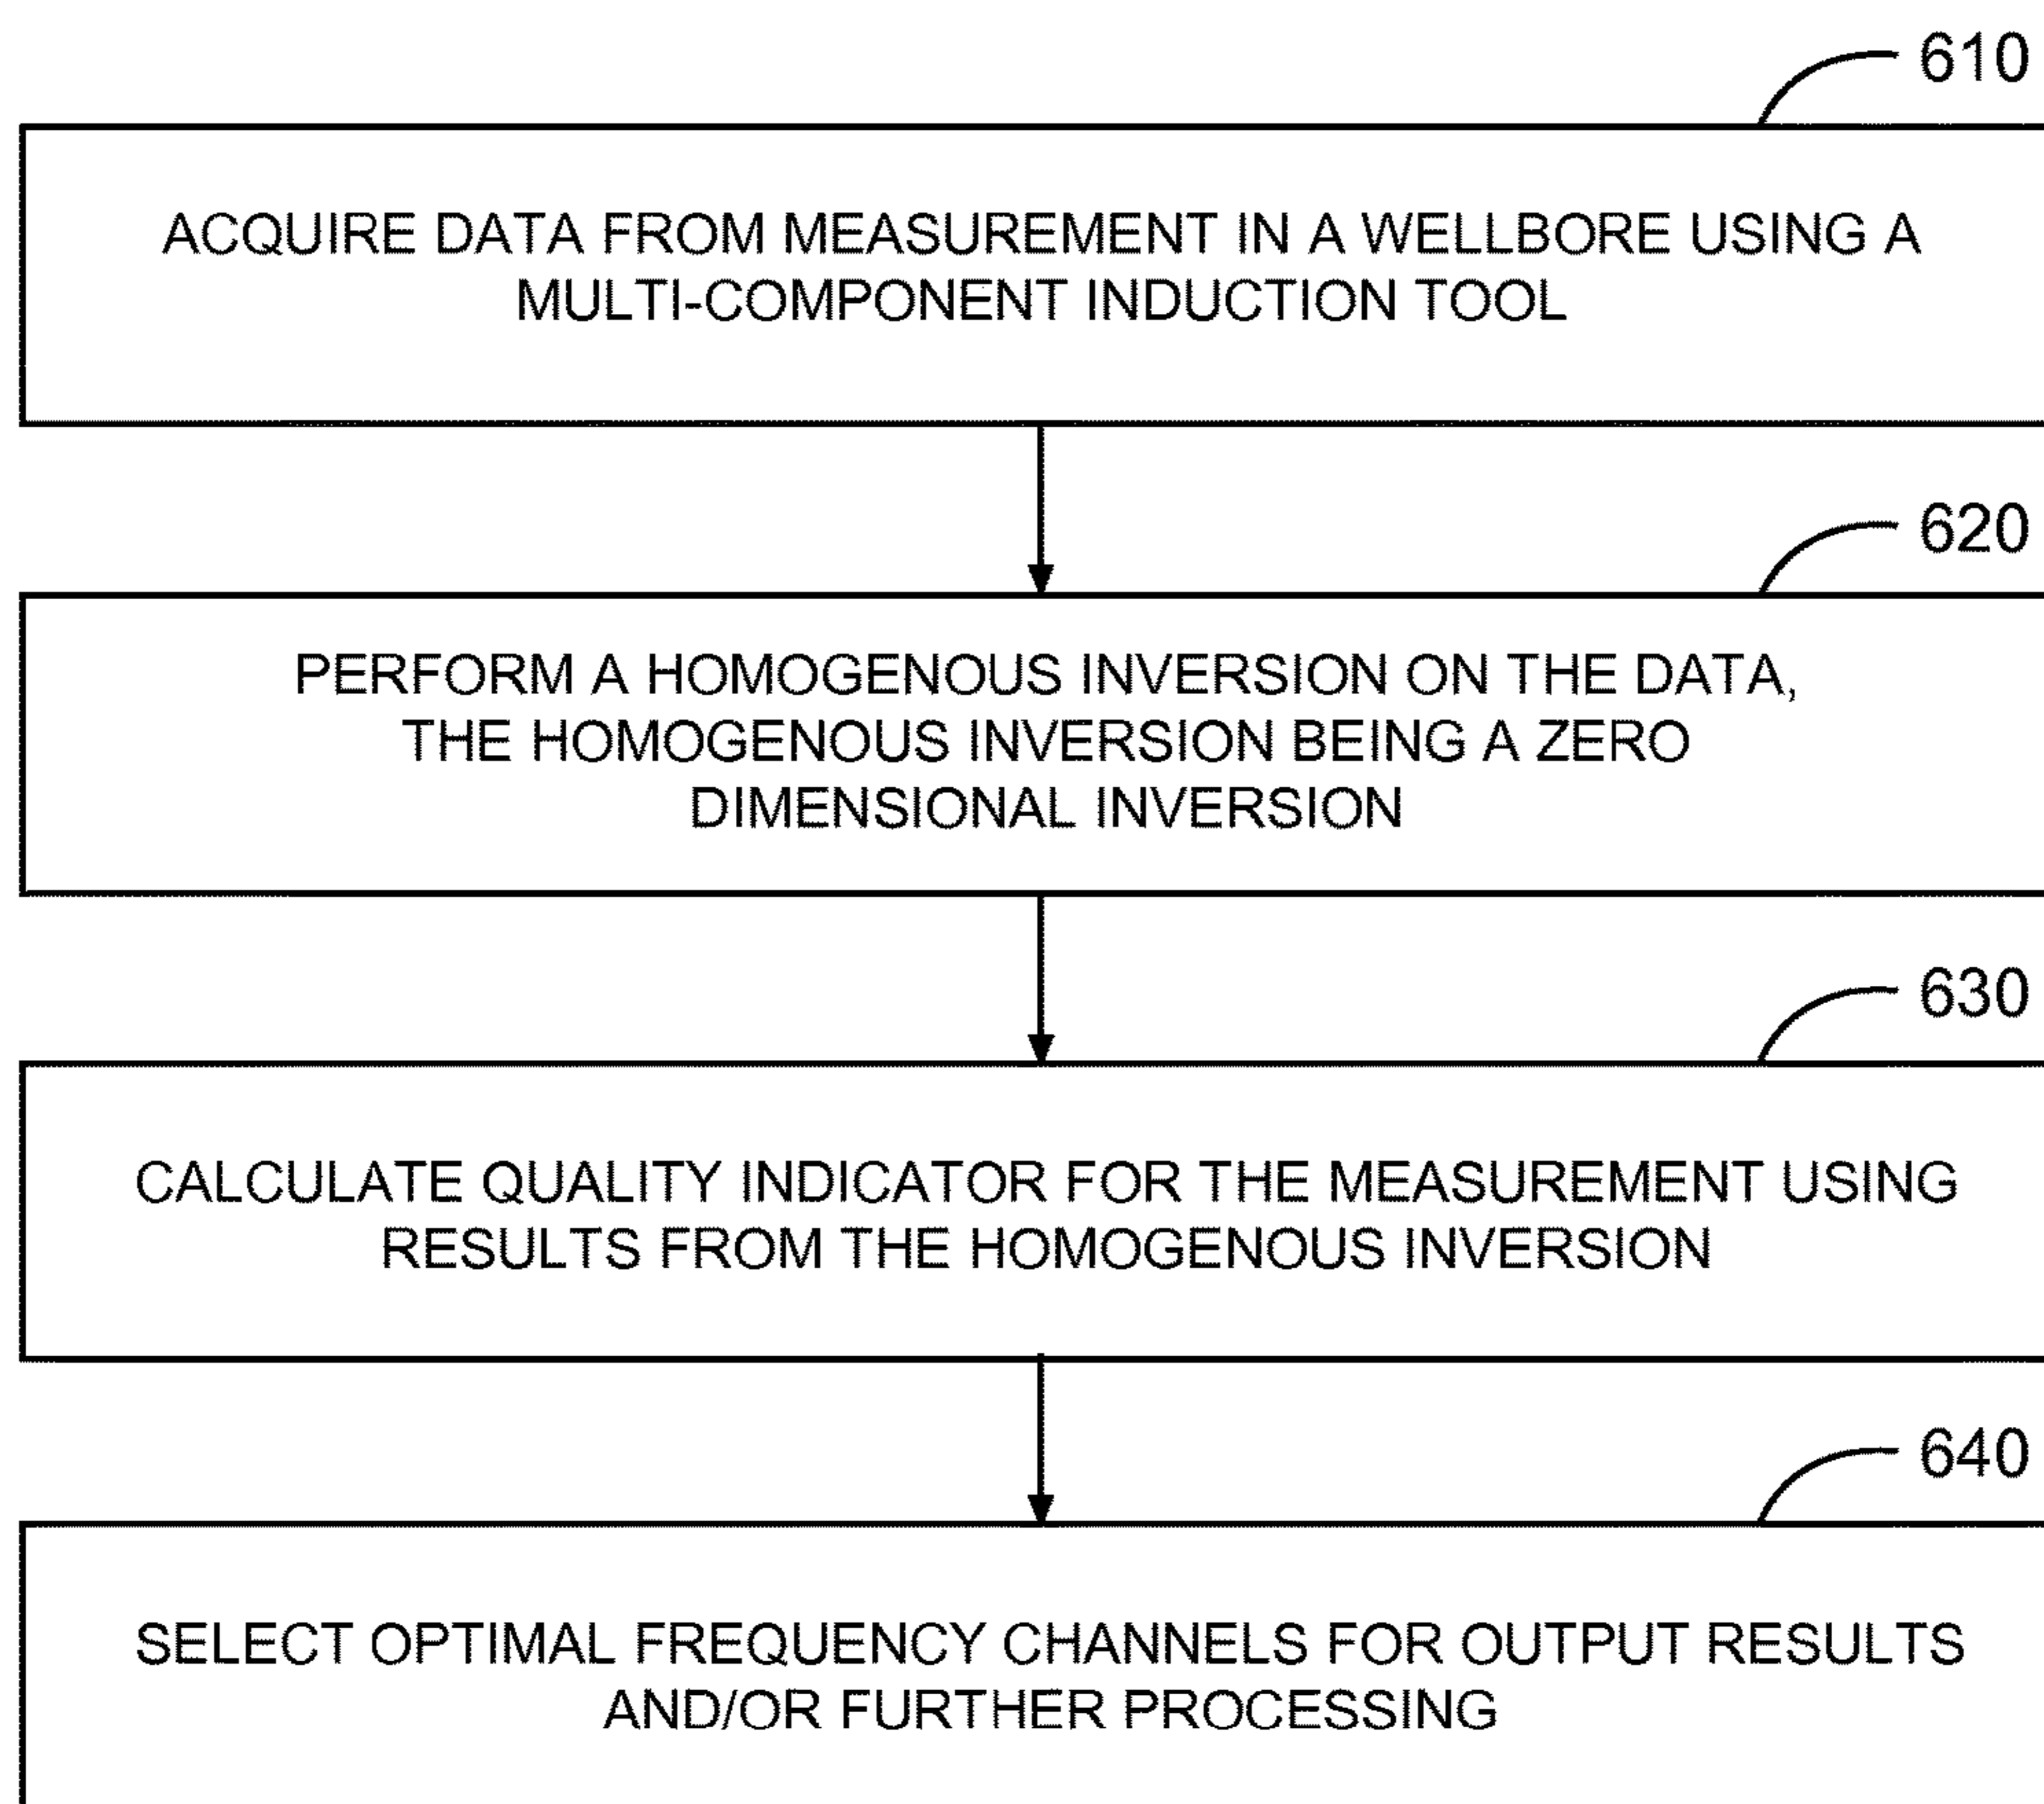 610
ACQUIRE DATA FROM MEASUREMENT IN A WELLBORE USING A
MULTI-COMPONENT INDUCTION TOOL
620
PERFORM A HOMOGENOUS INVERSION ON THE DATA,
THE HOMOGENOUS INVERSION BEING A ZERO
DIMENSIONAL INVERSION
630
CALCULATE QUALITY INDICATOR FOR THE MEASUREMENT USING
RESULTS FROM THE HOMOGENOUS INVERSION
640
SELECT OPTIMAL FREQUENCY CHANNELS FOR OUTPUT RESULTS
AND/OR FURTHER PROCESSING